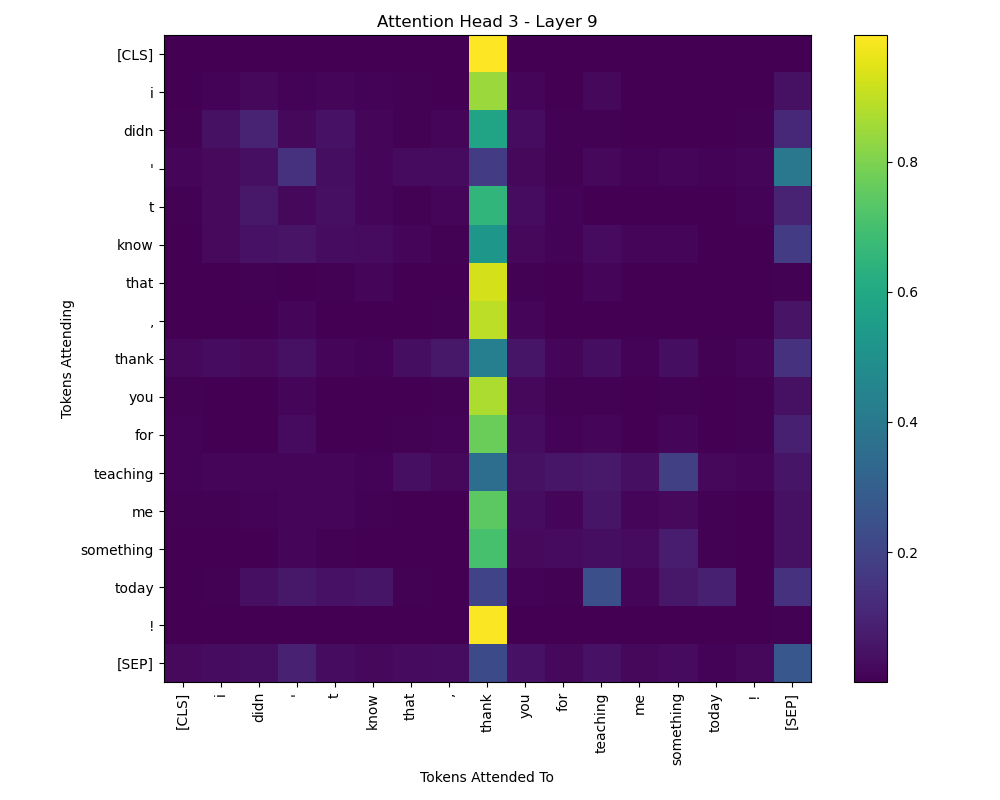 Attention Head 3 - Layer 9
Tokens Attending
[CLS]
i
didn
'
t
know
that
,
thank
you
for
teaching
me
something
today
!
[SEP]
[CLS]
i
didn
'
t
know
that
,
thank
you
for
teaching
me
something
today
!
[SEP]
Tokens Attended To
0.8
0.6
0.4
0.2